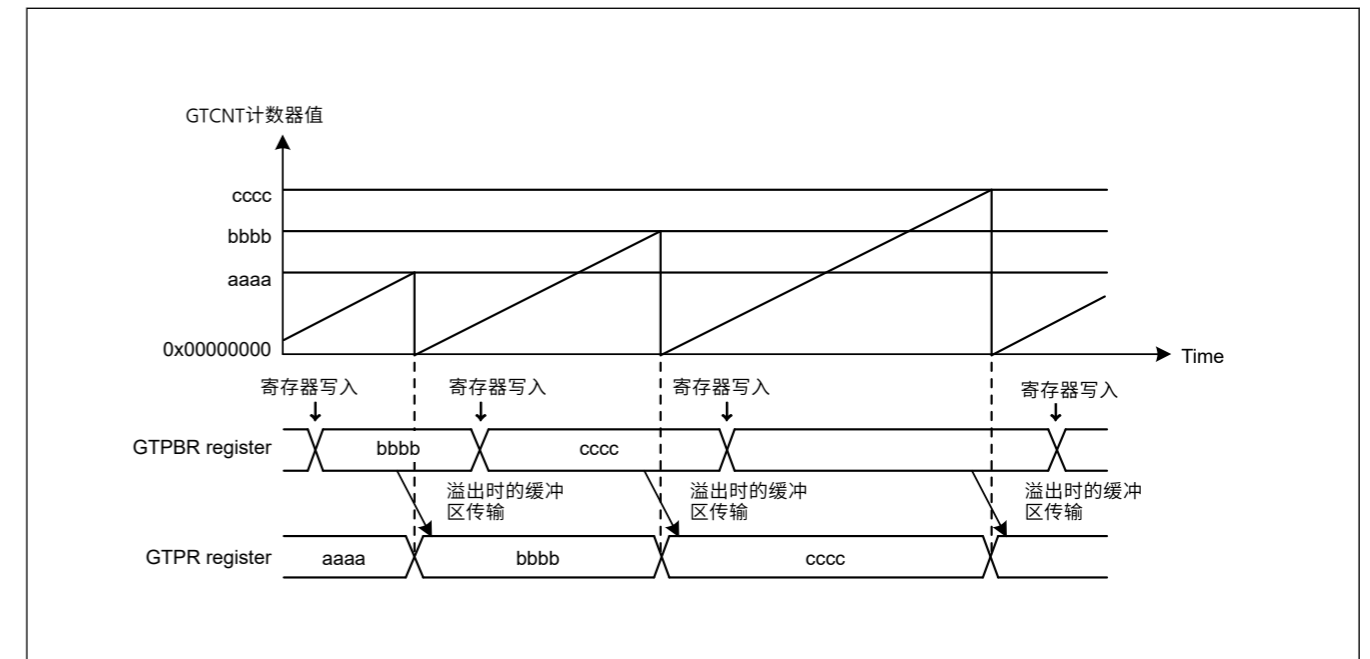 GTCNT计数器值
cccc
bbbb
aaaa
0x00000000
Time
寄存器写入
寄存器写入
寄存器写入
寄存器写入
GTPBR register
bbbb
cccc
溢出时的缓冲
区传输
溢出时的缓冲
区传输
溢出时的缓冲
区传输
GTPR register
aaaa
bbbb
cccc